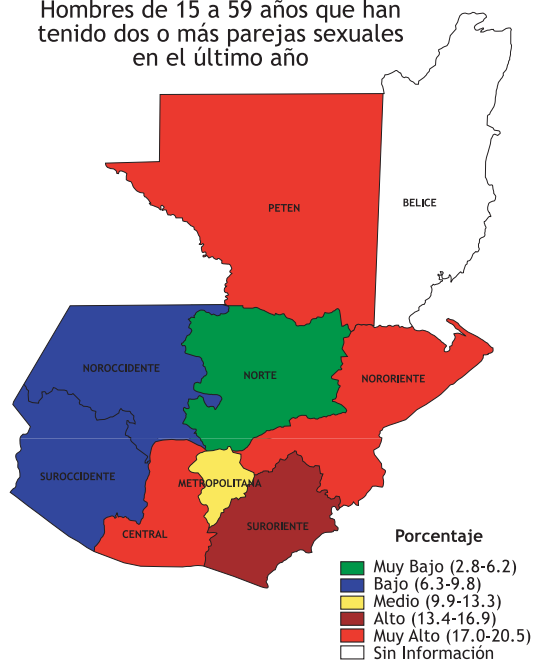 Hombres de 15 a 59 años que han
tenido dos o más parejas sexuales
en el último año
PETEN
BELICE
NOROCCIDENTE
NORTE
NORORIENTE
SUROCCIDENTE
METROPOLITANA
CENTRAL
SURORIENTE
Porcentaje
Muy Bajo (2.8-6.2)
Bajo (6.3-9.8)
Medio (9.9-13.3)
Alto (13.4-16.9)
Muy Alto (17.0-20.5)
Sin Información